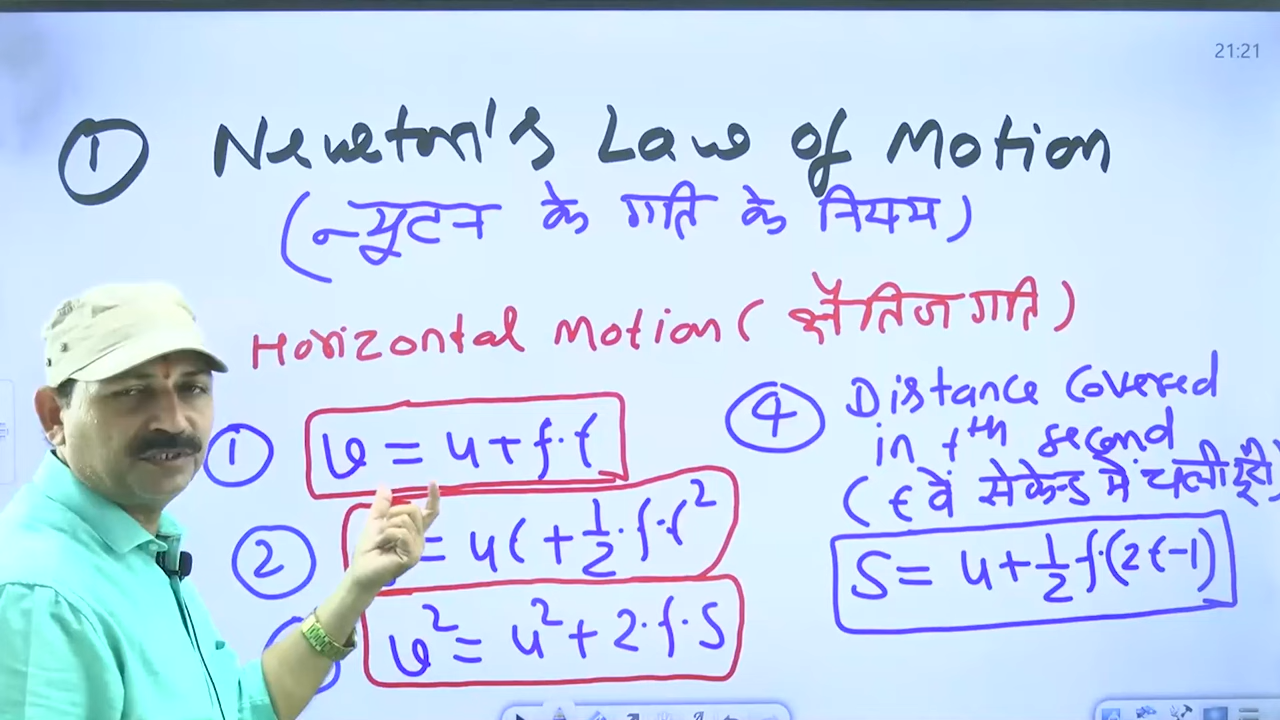 21:21
① Newton's Law of Motion
(न्यूटन के गति के नियम)
Horizontal Motion (क्षैतिज गति)
① v = u + f·t
② = ut + 1/2·f·t²
v² = u² + 2·f·S
④ Distance Covered
in tth second
(t वें सेकेन्ड में चली दूरी)
S = u + 1/2 f·(2t-1)